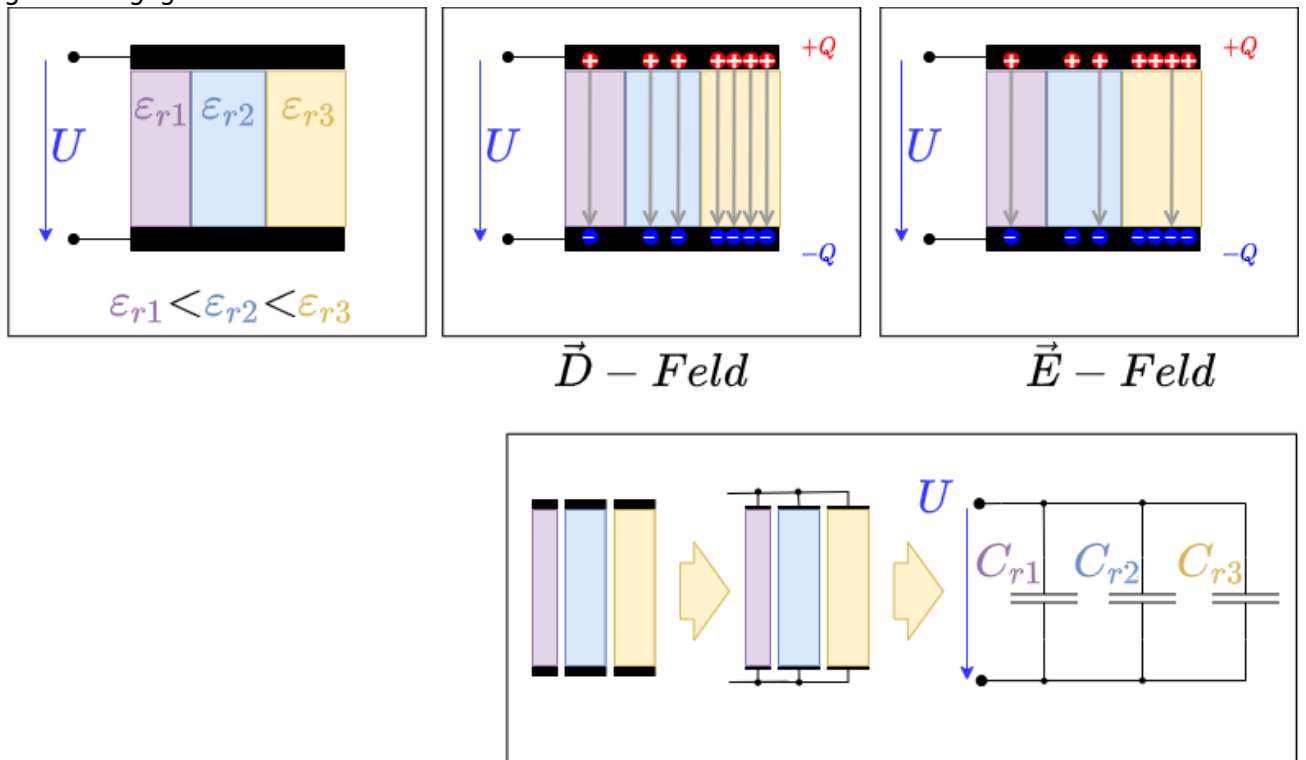 εr1 εr2 εr3
U
εr1<εr2<εr3
+Q
U
−Q
+Q
U
−Q
D⃗ − Feld
E⃗ − Feld
U
Cr1 Cr2 Cr3